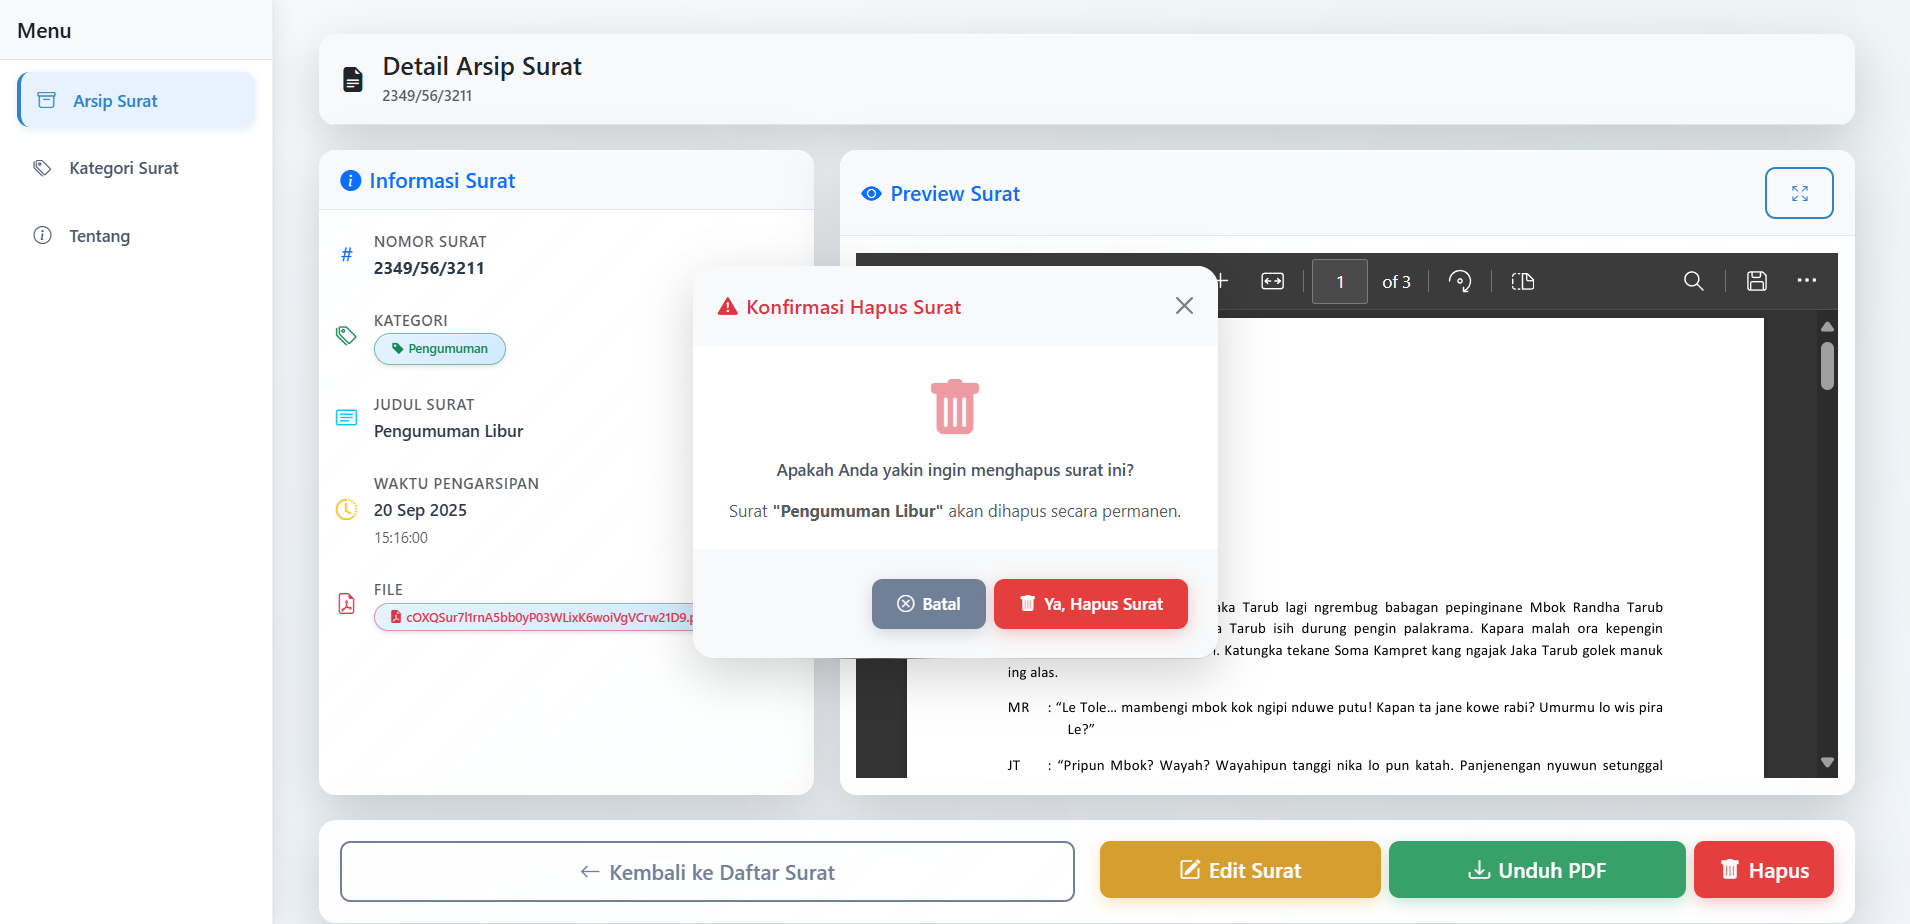 Menu
Arsip Surat
Kategori Surat
Tentang
Detail Arsip Surat
2349/56/3211
Informasi Surat
# NOMOR SURAT
2349/56/3211
KATEGORI
Pengumuman
JUDUL SURAT
Pengumuman Libur
WAKTU PENGARSIPAN
20 Sep 2025
15:16:00
FILE
Preview Surat
1 of 3
Konfirmasi Hapus Surat
Apakah Anda yakin ingin menghapus surat ini?
Surat "Pengumuman Libur" akan dihapus secara permanen.
Batal
Ya, Hapus Surat
Tarub lagi ngrembug babagan pepinginane Mbok Randha Tarub
Tarub isih durung pengin palakrama. Kapara malah ora kepengin
Katungka tekane Soma Kampret kang ngajak Jaka Tarub golek manuk
ing alas.
MR : “Le Tole… mambengi mbok kok ngipi nduwe putu! Kapan ta jane kowe rabi? Umurmu lo wis pira
Le?”
JT : “Pripun Mbok? Wayah? Wayahipun tanggi nika lo pun katah. Panjenengan nyuwun setunggal
Kembali ke Daftar Surat
Edit Surat
Unduh PDF
Hapus